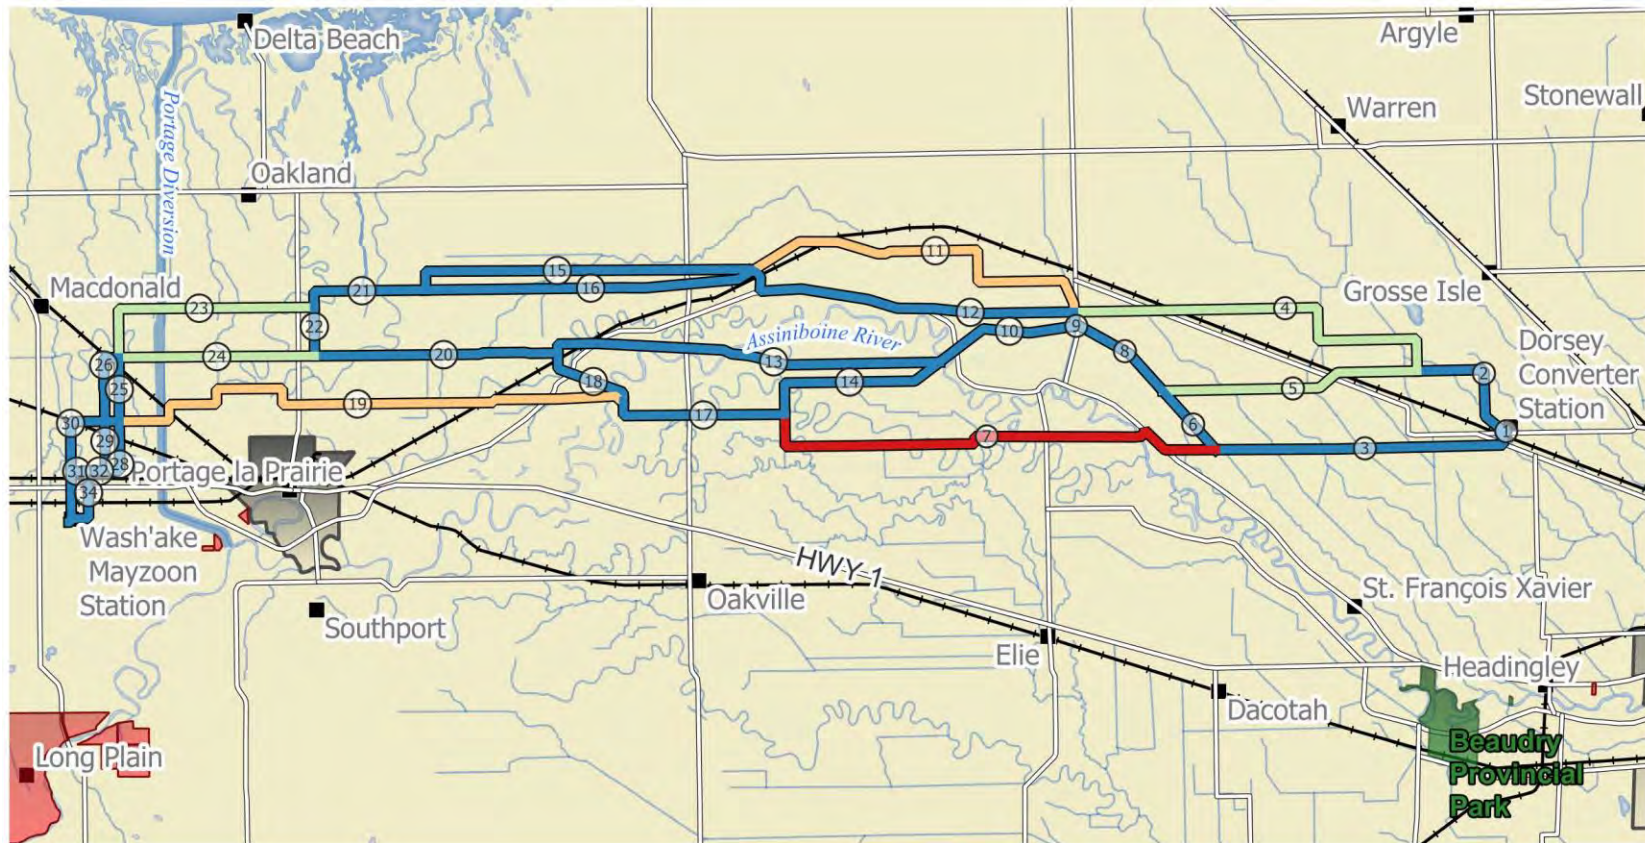 Delta Beach
Argyle
Warren
Stonewall
Portage Diversion
Oakland
11
15
21
16
Macdonald
23
Grosse Isle
4
12
22
Assiniboine River
10
9
Dorsey
Converter
Station
24
20
13
8
26
2
25
18
14
5
19
17
30
6
1
29
7
3
28
31
32
Portage la Prairie
34
Wash'ake
Mayzoon
Station
HWY 1
Oakville
St. François Xavier
Southport
Elie
Headingley
Dacotah
Long Plain
Beaudry
Provincial
Park